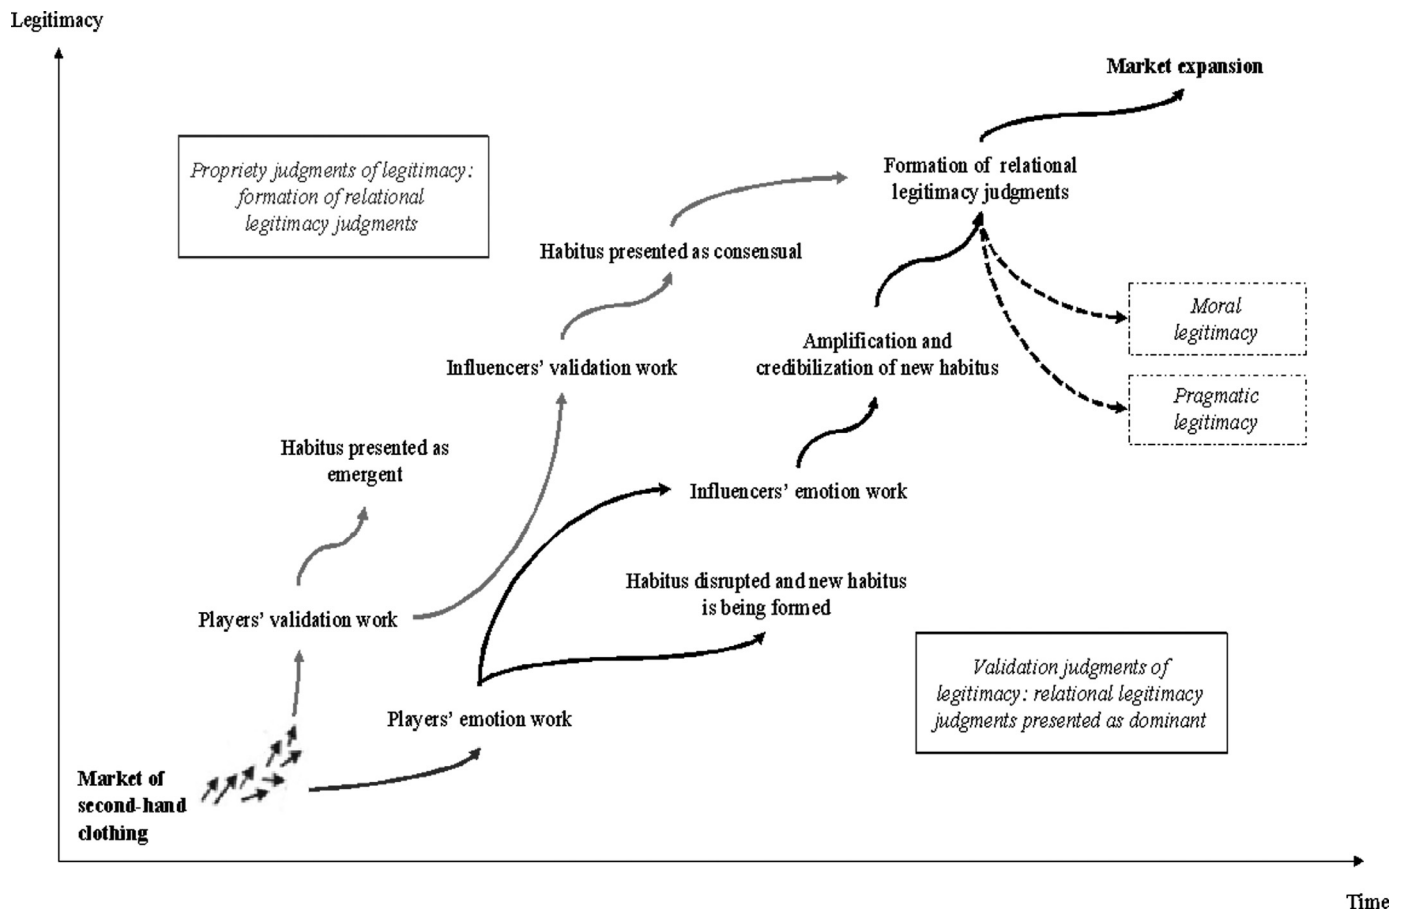 Legitimacy
Market expansion
Propriety judgments of legitimacy:
formation of relational
legitimacy judgments
Formation of relational
legitimacy judgments
Habitus presented as consensual
Moral
legitimacy
Amplification and
credibilization of new habitus
Influencers’ validation work
Pragmatic
legitimacy
Habitus presented as
emergent
Influencers’ emotion work
Habitus disrupted and new habitus
is being formed
Players’ validation work
Validation judgments of
legitimacy: relational legitimacy
judgments presented as dominant
Players’ emotion work
Market of
second-hand
clothing
Time